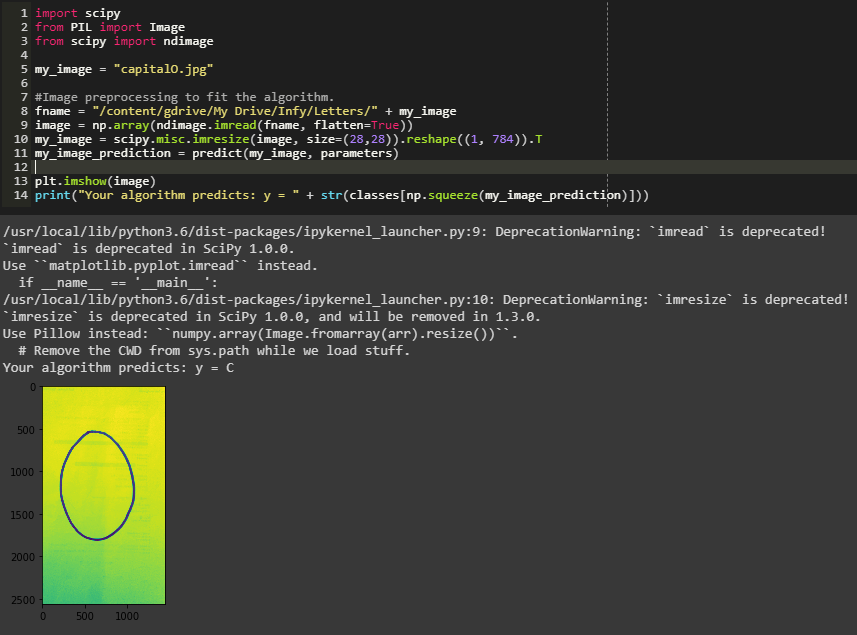 1 import scipy
2 from PIL import Image
3 from scipy import ndimage
4
5 my_image = "capitalO.jpg"
6
7 #Image preprocessing to fit the algorithm.
8 fname = "/content/gdrive/My Drive/Infy/Letters/" + my_image
9 image = np.array(ndimage.imread(fname, flatten=True))
10 my_image = scipy.misc.imresize(image, size=(28,28)).reshape((1, 784)).T
11 my_image_prediction = predict(my_image, parameters)
12
13 plt.imshow(image)
14 print("Your algorithm predicts: y = " + str(classes[np.squeeze(my_image_prediction)]))
/usr/local/lib/python3.6/dist-packages/ipykernel_launcher.py:9: DeprecationWarning: `imread` is deprecated!
`imread` is deprecated in SciPy 1.0.0.
Use ``matplotlib.pyplot.imread`` instead.
  if __name__ == '__main__':
/usr/local/lib/python3.6/dist-packages/ipykernel_launcher.py:10: DeprecationWarning: `imresize` is deprecated!
`imresize` is deprecated in SciPy 1.0.0, and will be removed in 1.3.0.
Use Pillow instead: ``numpy.array(Image.fromarray(arr).resize())``.
  # Remove the CWD from sys.path while we load stuff.
Your algorithm predicts: y = C
0
500
1000
1500
2000
2500
0 500 1000